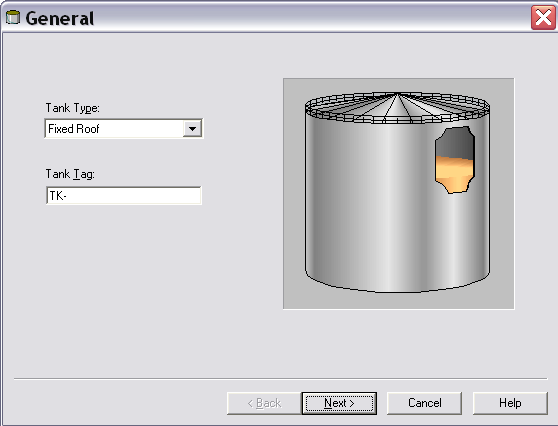 General
Tank Type:
Fixed Roof
Tank Tag:
TK-
< Back
Next >
Cancel
Help